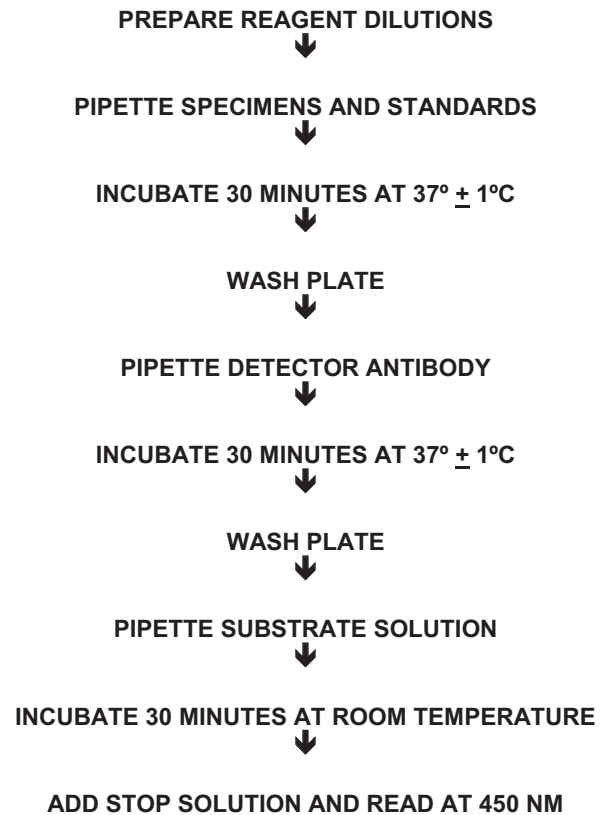 PREPARE REAGENT DILUTIONS
PIPETTE SPECIMENS AND STANDARDS
INCUBATE 30 MINUTES AT 37º ± 1ºC
WASH PLATE
PIPETTE DETECTOR ANTIBODY
INCUBATE 30 MINUTES AT 37º ± 1ºC
WASH PLATE
PIPETTE SUBSTRATE SOLUTION
INCUBATE 30 MINUTES AT ROOM TEMPERATURE
ADD STOP SOLUTION AND READ AT 450 NM